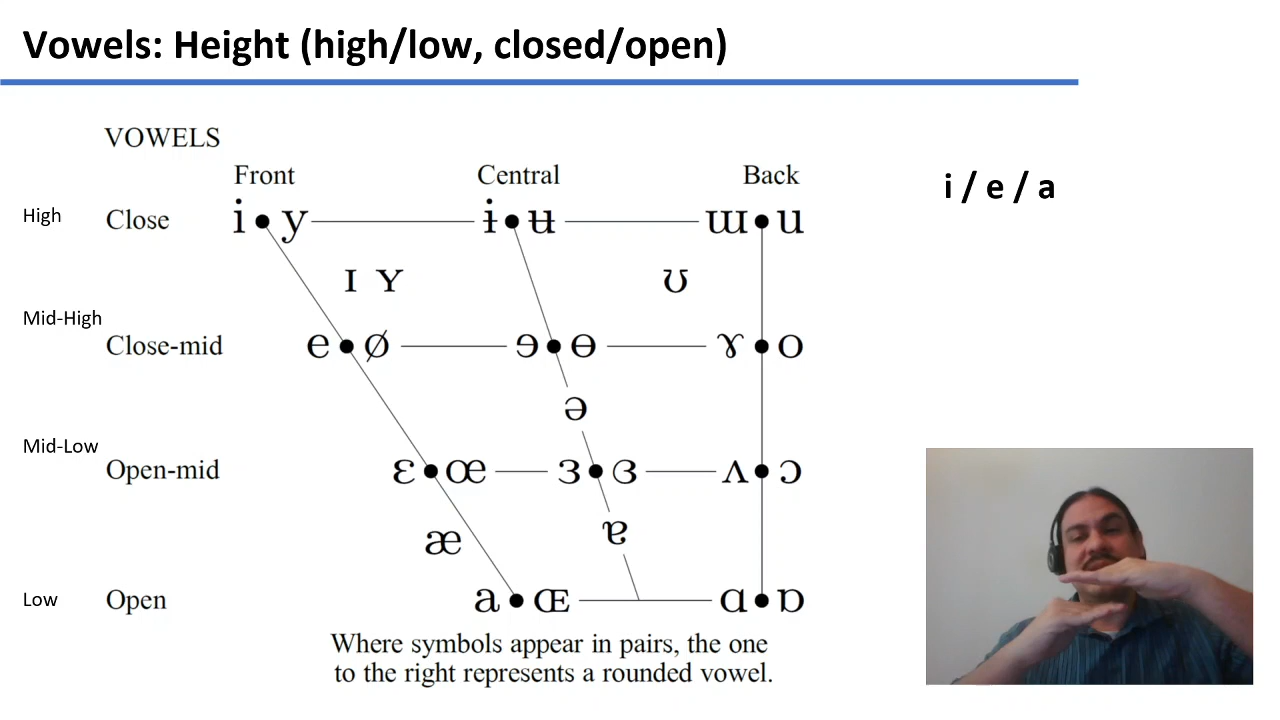 Vowels: Height (high/low, closed/open)
VOWELS
Front Central Back
High Close i • y ɨ • ʉ ɯ • u
i / e / a
ɪ ʏ ʊ
Mid-High Close-mid e • ø ɘ • ɵ ɤ • o
ə
Mid-Low Open-mid ɛ • œ ɜ • ɞ ʌ • ɔ
æ ɐ
Low Open a • ɶ ɑ • ɒ
Where symbols appear in pairs, the one
to the right represents a rounded vowel.